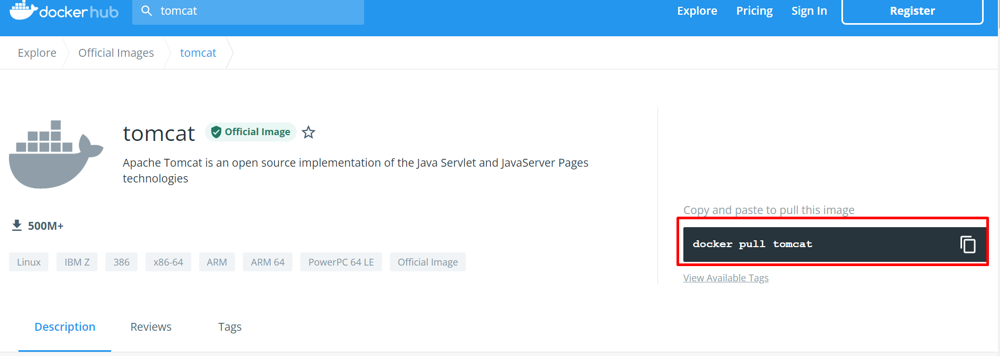 dockerhub
tomcat
Explore
Pricing
Sign In
Register
Explore
Official Images
tomcat
tomcat
Official Image
Apache Tomcat is an open source implementation of the Java Servlet and JavaServer Pages
technologies
500M+
Linux
IBM Z
386
x86-64
ARM
ARM 64
PowerPC 64 LE
Official Image
Copy and paste to pull this image
docker pull tomcat
View Available Tags
Description
Reviews
Tags